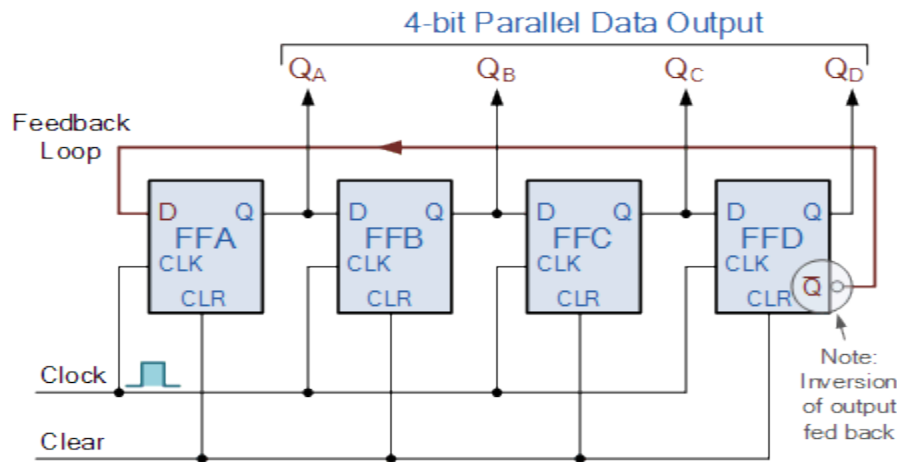 4-bit Parallel Data Output
QA QB QC QD
Feedback
Loop
D Q D Q D Q D Q
FFA FFB FFC FFD
CLK CLK CLK CLK
CLR CLR CLR CLR Q̅
Clock
Clear
Note:
Inversion
of output
fed back